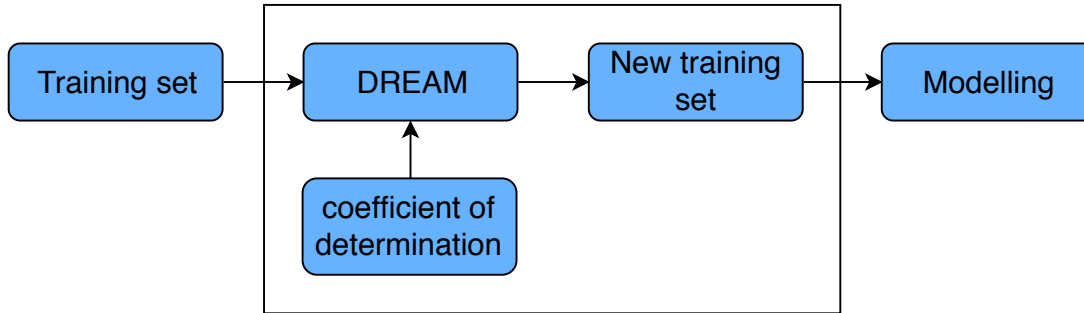 Training set
DREAM
New training
set
Modelling
coefficient of
determination